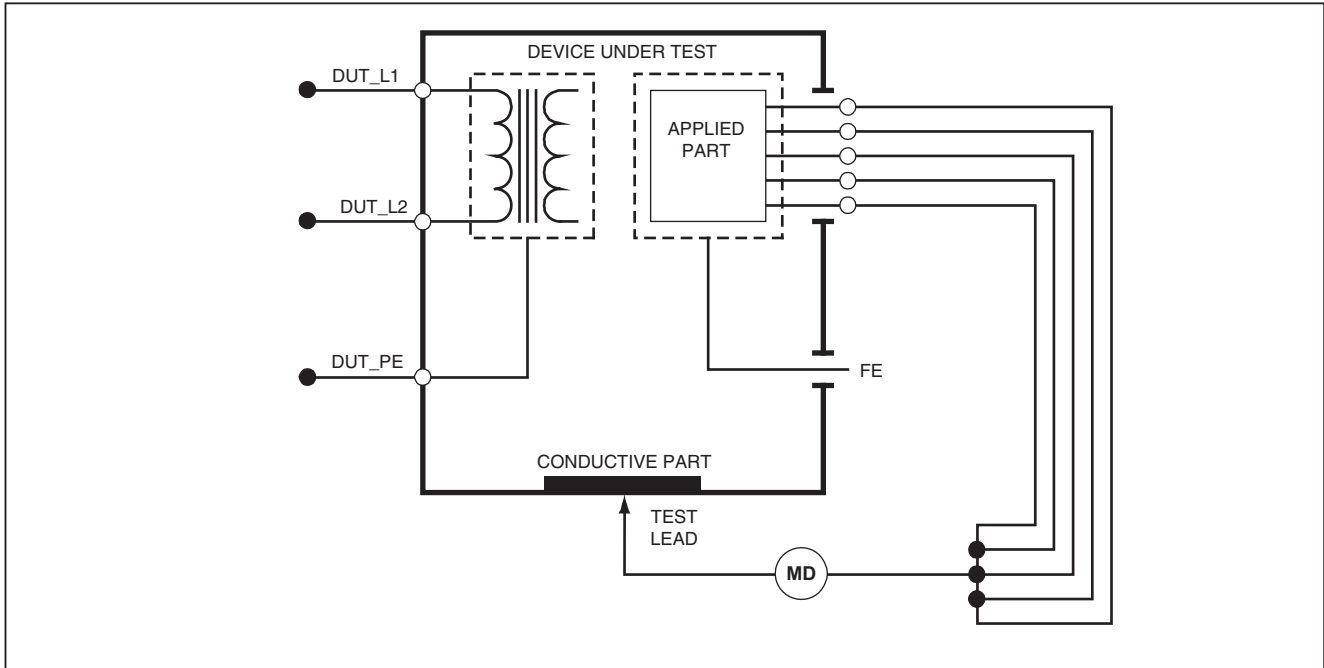 DEVICE UNDER TEST
DUT_L1
APPLIED
PART
DUT_L2
DUT_PE
FE
CONDUCTIVE PART
TEST
LEAD
MD